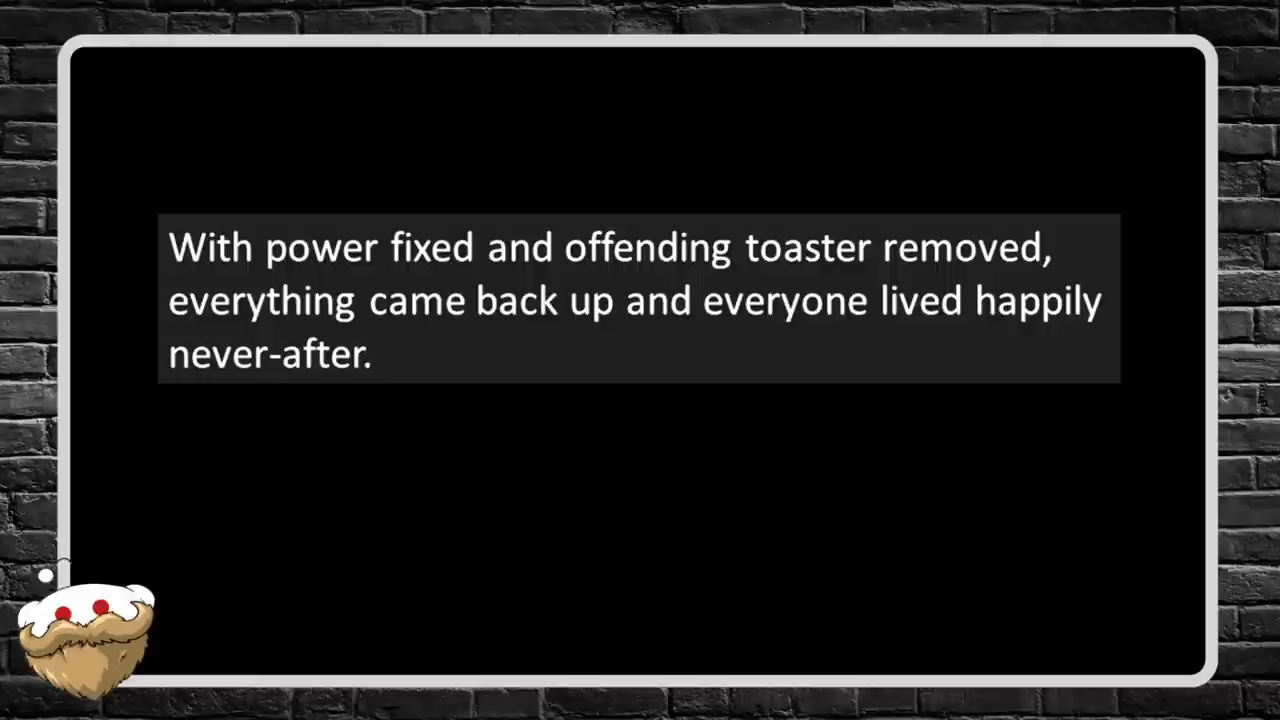 With power fixed and offending toaster removed,
everything came back up and everyone lived happily
never-after.